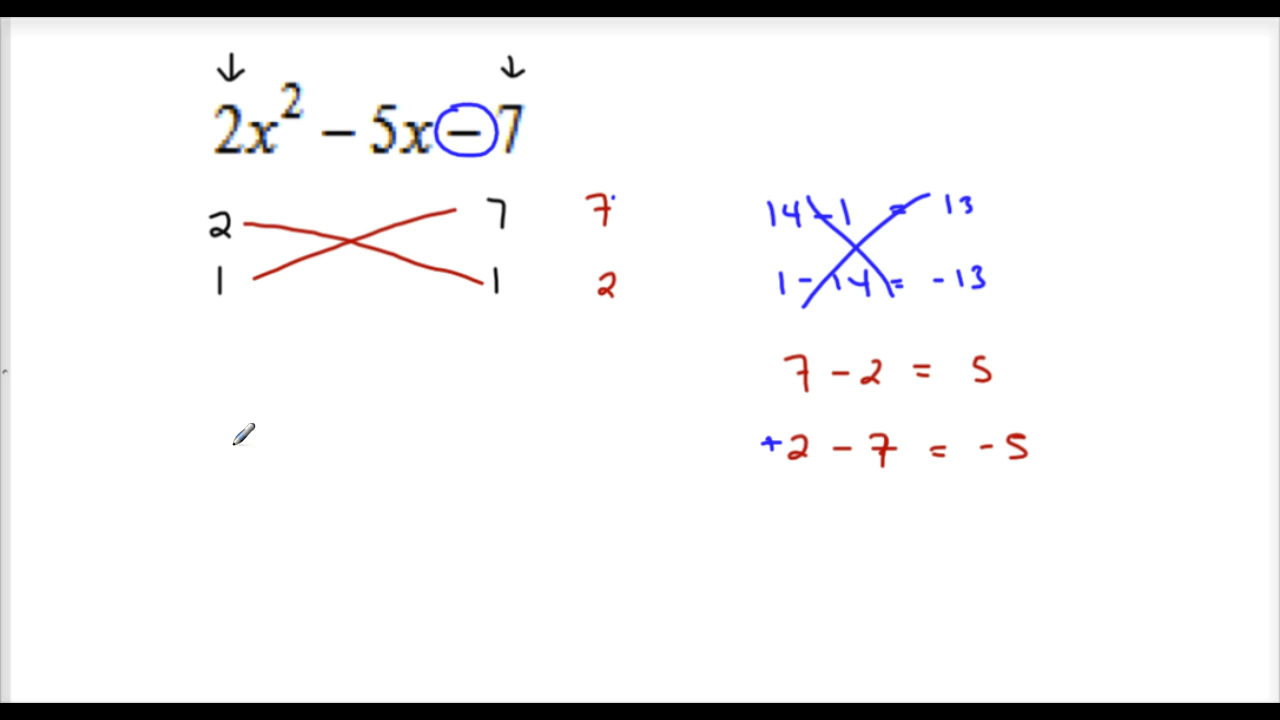 2x² − 5x − 7
2 7 7 14 − 1 = 13
1 1 2 1 − 14 = -13
7 − 2 = 5
+2 − 7 = -5